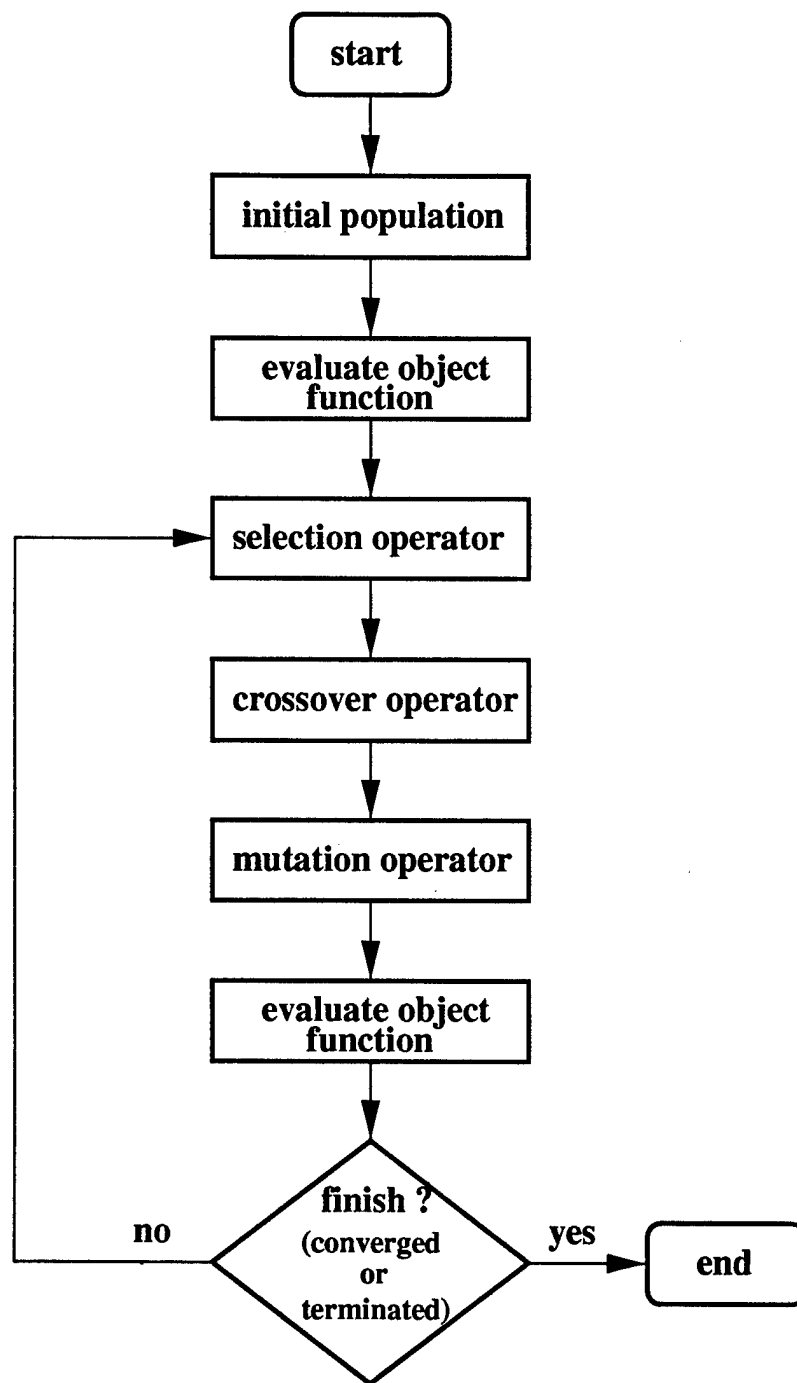 start
initial population
evaluate object
function
selection operator
crossover operator
mutation operator
evaluate object
function
finish ?
(converged
or
terminated)
no
yes
end